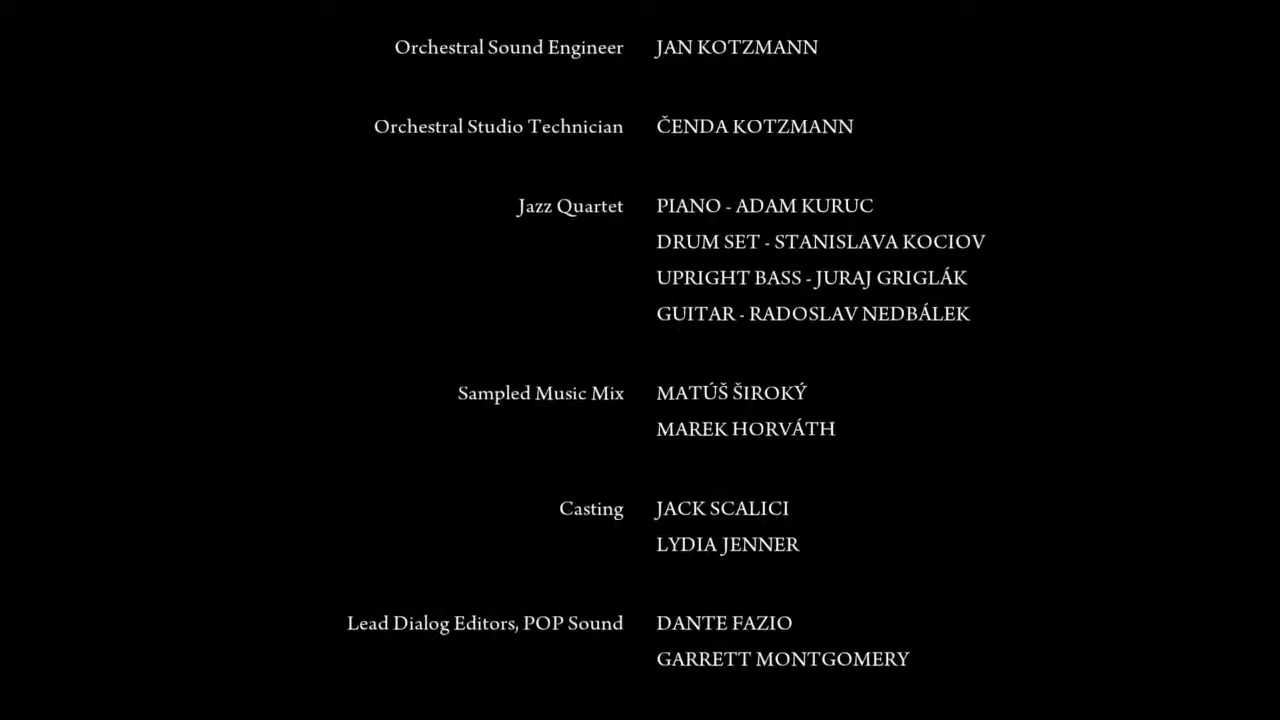 Orchestral Sound Engineer JAN KOTZMANN
Orchestral Studio Technician ČENDA KOTZMANN
Jazz Quartet PIANO - ADAM KURUC
DRUM SET - STANISLAVA KOCIOV
UPRIGHT BASS - JURAJ GRIGLÁK
GUITAR - RADOSLAV NEDBÁLEK
Sampled Music Mix MATÚŠ ŠIROKÝ
MAREK HORVÁTH
Casting JACK SCALICI
LYDIA JENNER
Lead Dialog Editors, POP Sound DANTE FAZIO
GARRETT MONTGOMERY